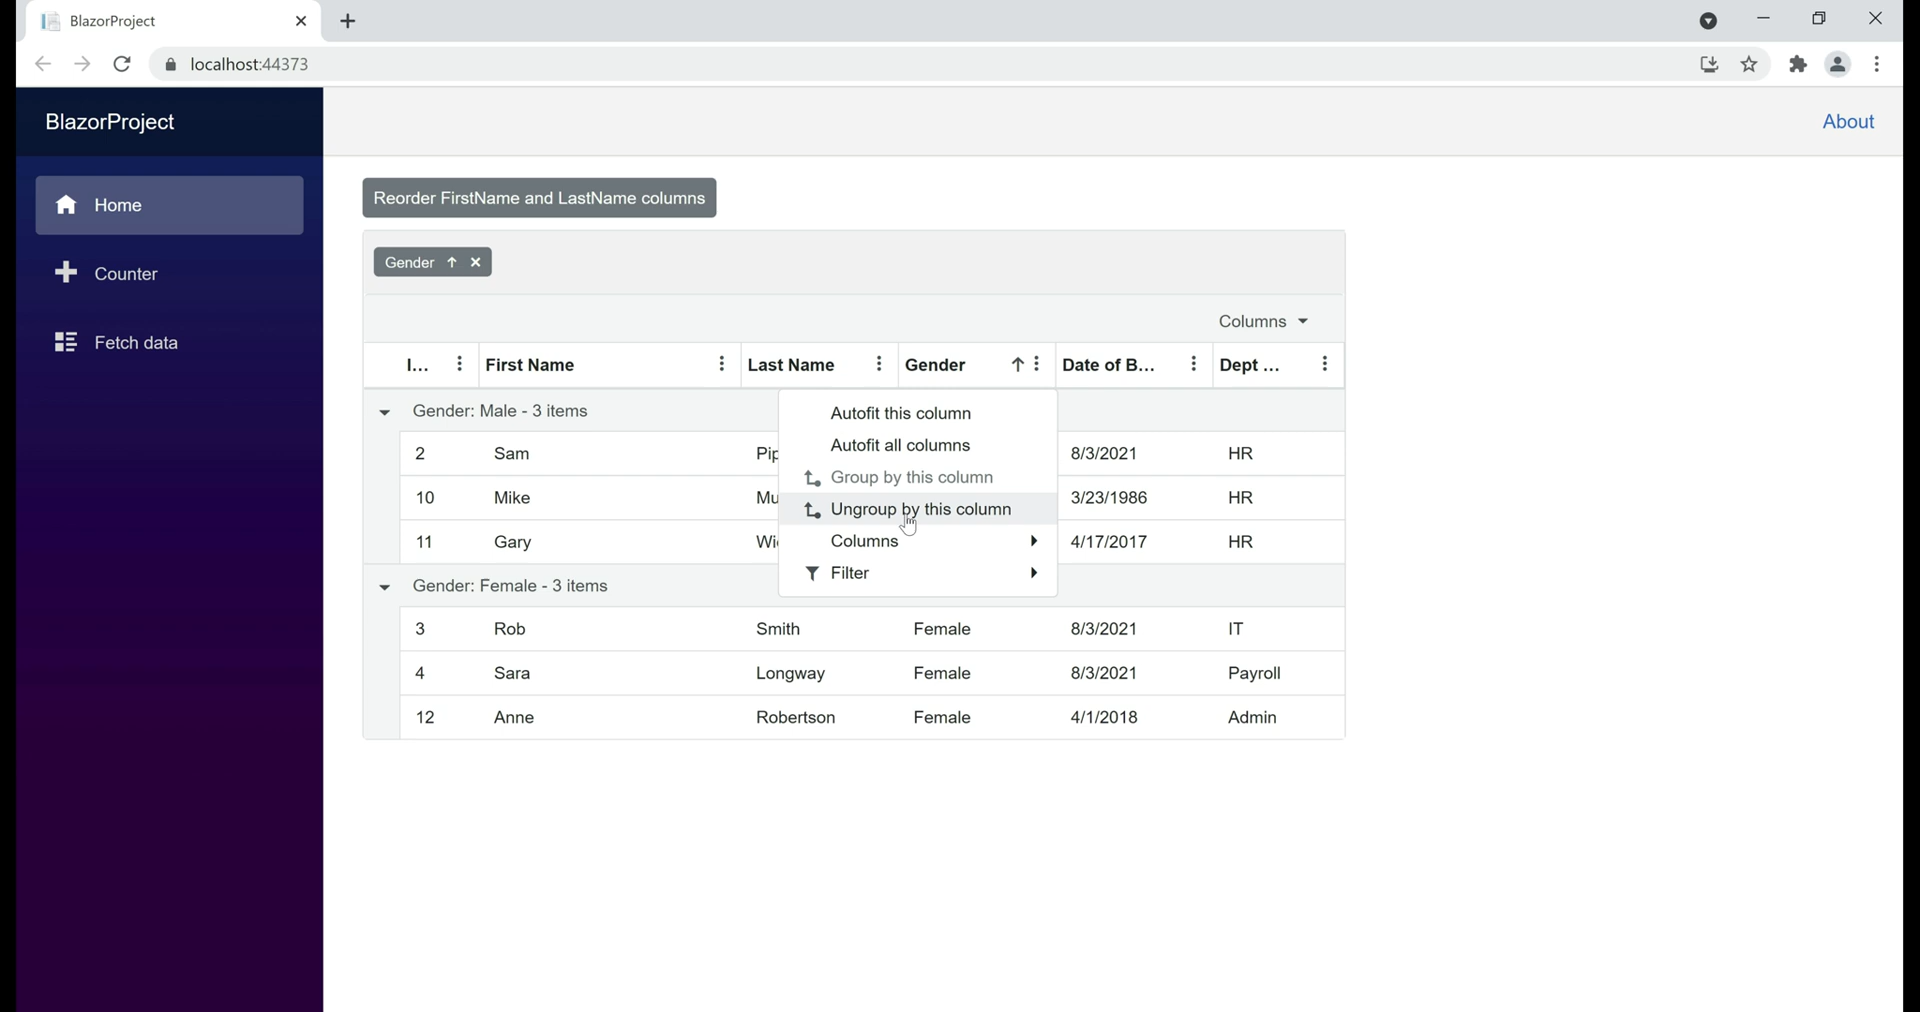 BlazorProject
localhost:44373
BlazorProject
About
Home
Counter
Fetch data
Reorder FirstName and LastName columns
Gender
Columns
I... First Name Last Name Gender Date of B... Dept ...
Gender: Male - 3 items
2 Sam Pip 8/3/2021 HR
10 Mike Mu 3/23/1986 HR
11 Gary Wi 4/17/2017 HR
Autofit this column
Autofit all columns
Group by this column
Ungroup by this column
Columns
Filter
Gender: Female - 3 items
3 Rob Smith Female 8/3/2021 IT
4 Sara Longway Female 8/3/2021 Payroll
12 Anne Robertson Female 4/1/2018 Admin